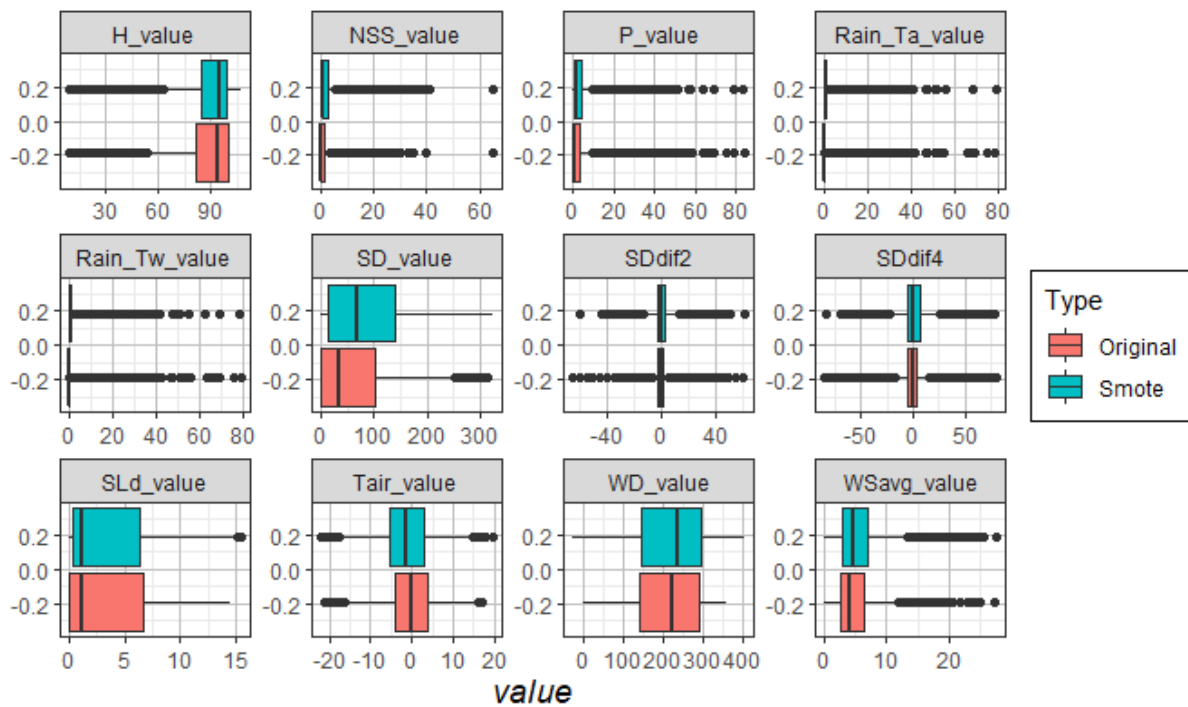 H_value NSS_value P_value Rain_Ta_value
0.2 0.2 0.2 0.2
0.0 0.0 0.0 0.0
-0.2 -0.2 -0.2 -0.2
30 60 90 0 20 40 60 0 20 40 60 80 0 20 40 60 80
Rain_Tw_value SD_value SDdif2 SDdif4
0.2 0.2 0.2 0.2
0.0 0.0 0.0 0.0
-0.2 -0.2 -0.2 -0.2
0 20 40 60 80 0 100 200 300 -40 0 40 -50 0 50
Type
Original
Smote
SLd_value Tair_value WD_value WSavg_value
0.2 0.2 0.2 0.2
0.0 0.0 0.0 0.0
-0.2 -0.2 -0.2 -0.2
0 5 10 15 -20 -10 0 10 20 0 100 200 300 400 0 10 20
value